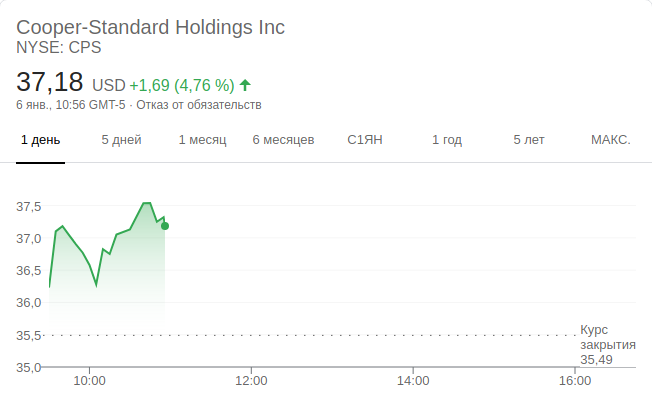 Cooper-Standard Holdings Inc
NYSE: CPS
37,18 USD +1,69 (4,76 %)
6 янв., 10:56 GMT-5 · Отказ от обязательств
1 день 5 дней 1 месяц 6 месяцев С1ЯН 1 год 5 лет МАКС.
37,5
37,0
36,5
36,0
35,5
Курс
закрытия
35,49
35,0
10:00 12:00 14:00 16:00